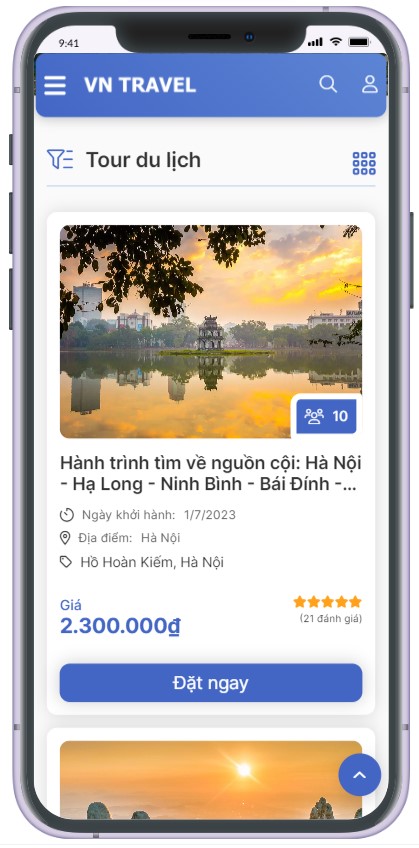 9:41
VN TRAVEL
Tour du lịch
10
Hành trình tìm về nguồn cội: Hà Nội
- Hạ Long - Ninh Bình - Bái Đính -...
Ngày khởi hành: 1/7/2023
Địa điểm: Hà Nội
Hồ Hoàn Kiếm, Hà Nội
Giá
2.300.000₫
(21 đánh giá)
Đặt ngay